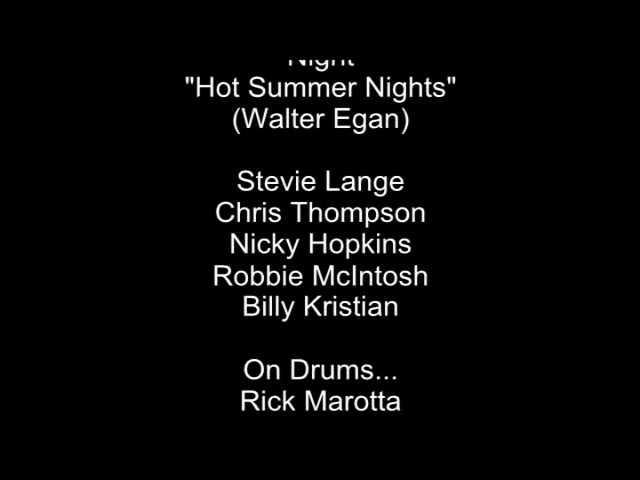 Night
"Hot Summer Nights"
(Walter Egan)
Stevie Lange
Chris Thompson
Nicky Hopkins
Robbie McIntosh
Billy Kristian
On Drums...
Rick Marotta